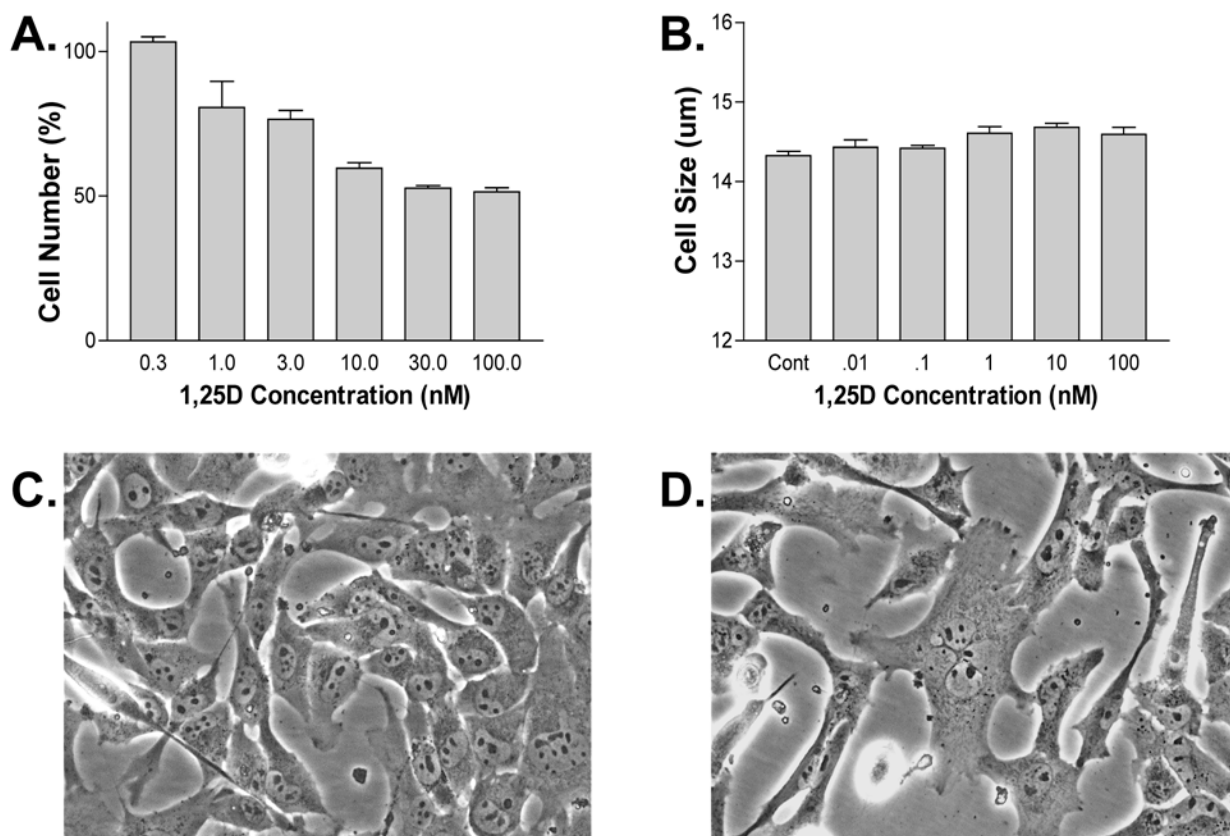 A.
Cell Number (%)
100
50
0
0.3 1.0 3.0 10.0 30.0 100.0
1,25D Concentration (nM)
B.
Cell Size (um)
16
15
14
13
12
Cont .01 .1 1 10 100
1,25D Concentration (nM)
C.
D.